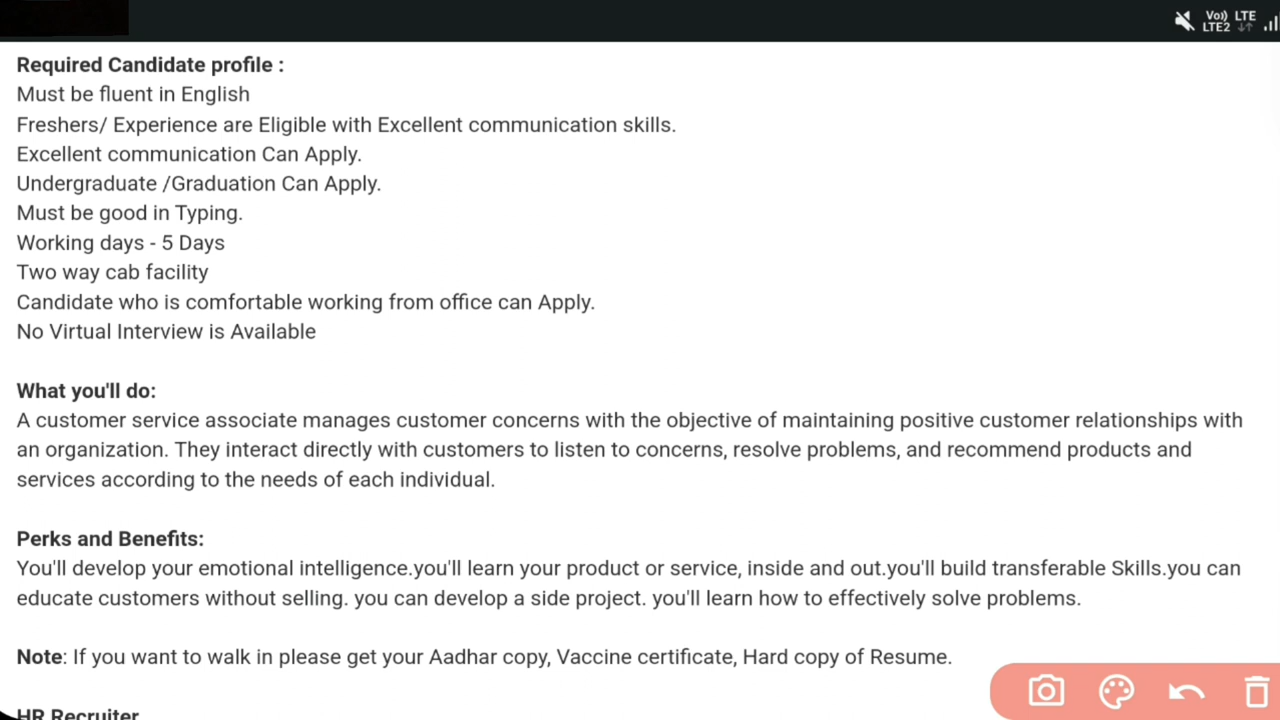 Vo)) LTE
LTE2
Required Candidate profile :
Must be fluent in English
Freshers/ Experience are Eligible with Excellent communication skills.
Excellent communication Can Apply.
Undergraduate /Graduation Can Apply.
Must be good in Typing.
Working days - 5 Days
Two way cab facility
Candidate who is comfortable working from office can Apply.
No Virtual Interview is Available
What you'll do:
A customer service associate manages customer concerns with the objective of maintaining positive customer relationships with
an organization. They interact directly with customers to listen to concerns, resolve problems, and recommend products and
services according to the needs of each individual.
Perks and Benefits:
You'll develop your emotional intelligence.you'll learn your product or service, inside and out.you'll build transferable Skills.you can
educate customers without selling. you can develop a side project. you'll learn how to effectively solve problems.
Note: If you want to walk in please get your Aadhar copy, Vaccine certificate, Hard copy of Resume.
HR Recruiter